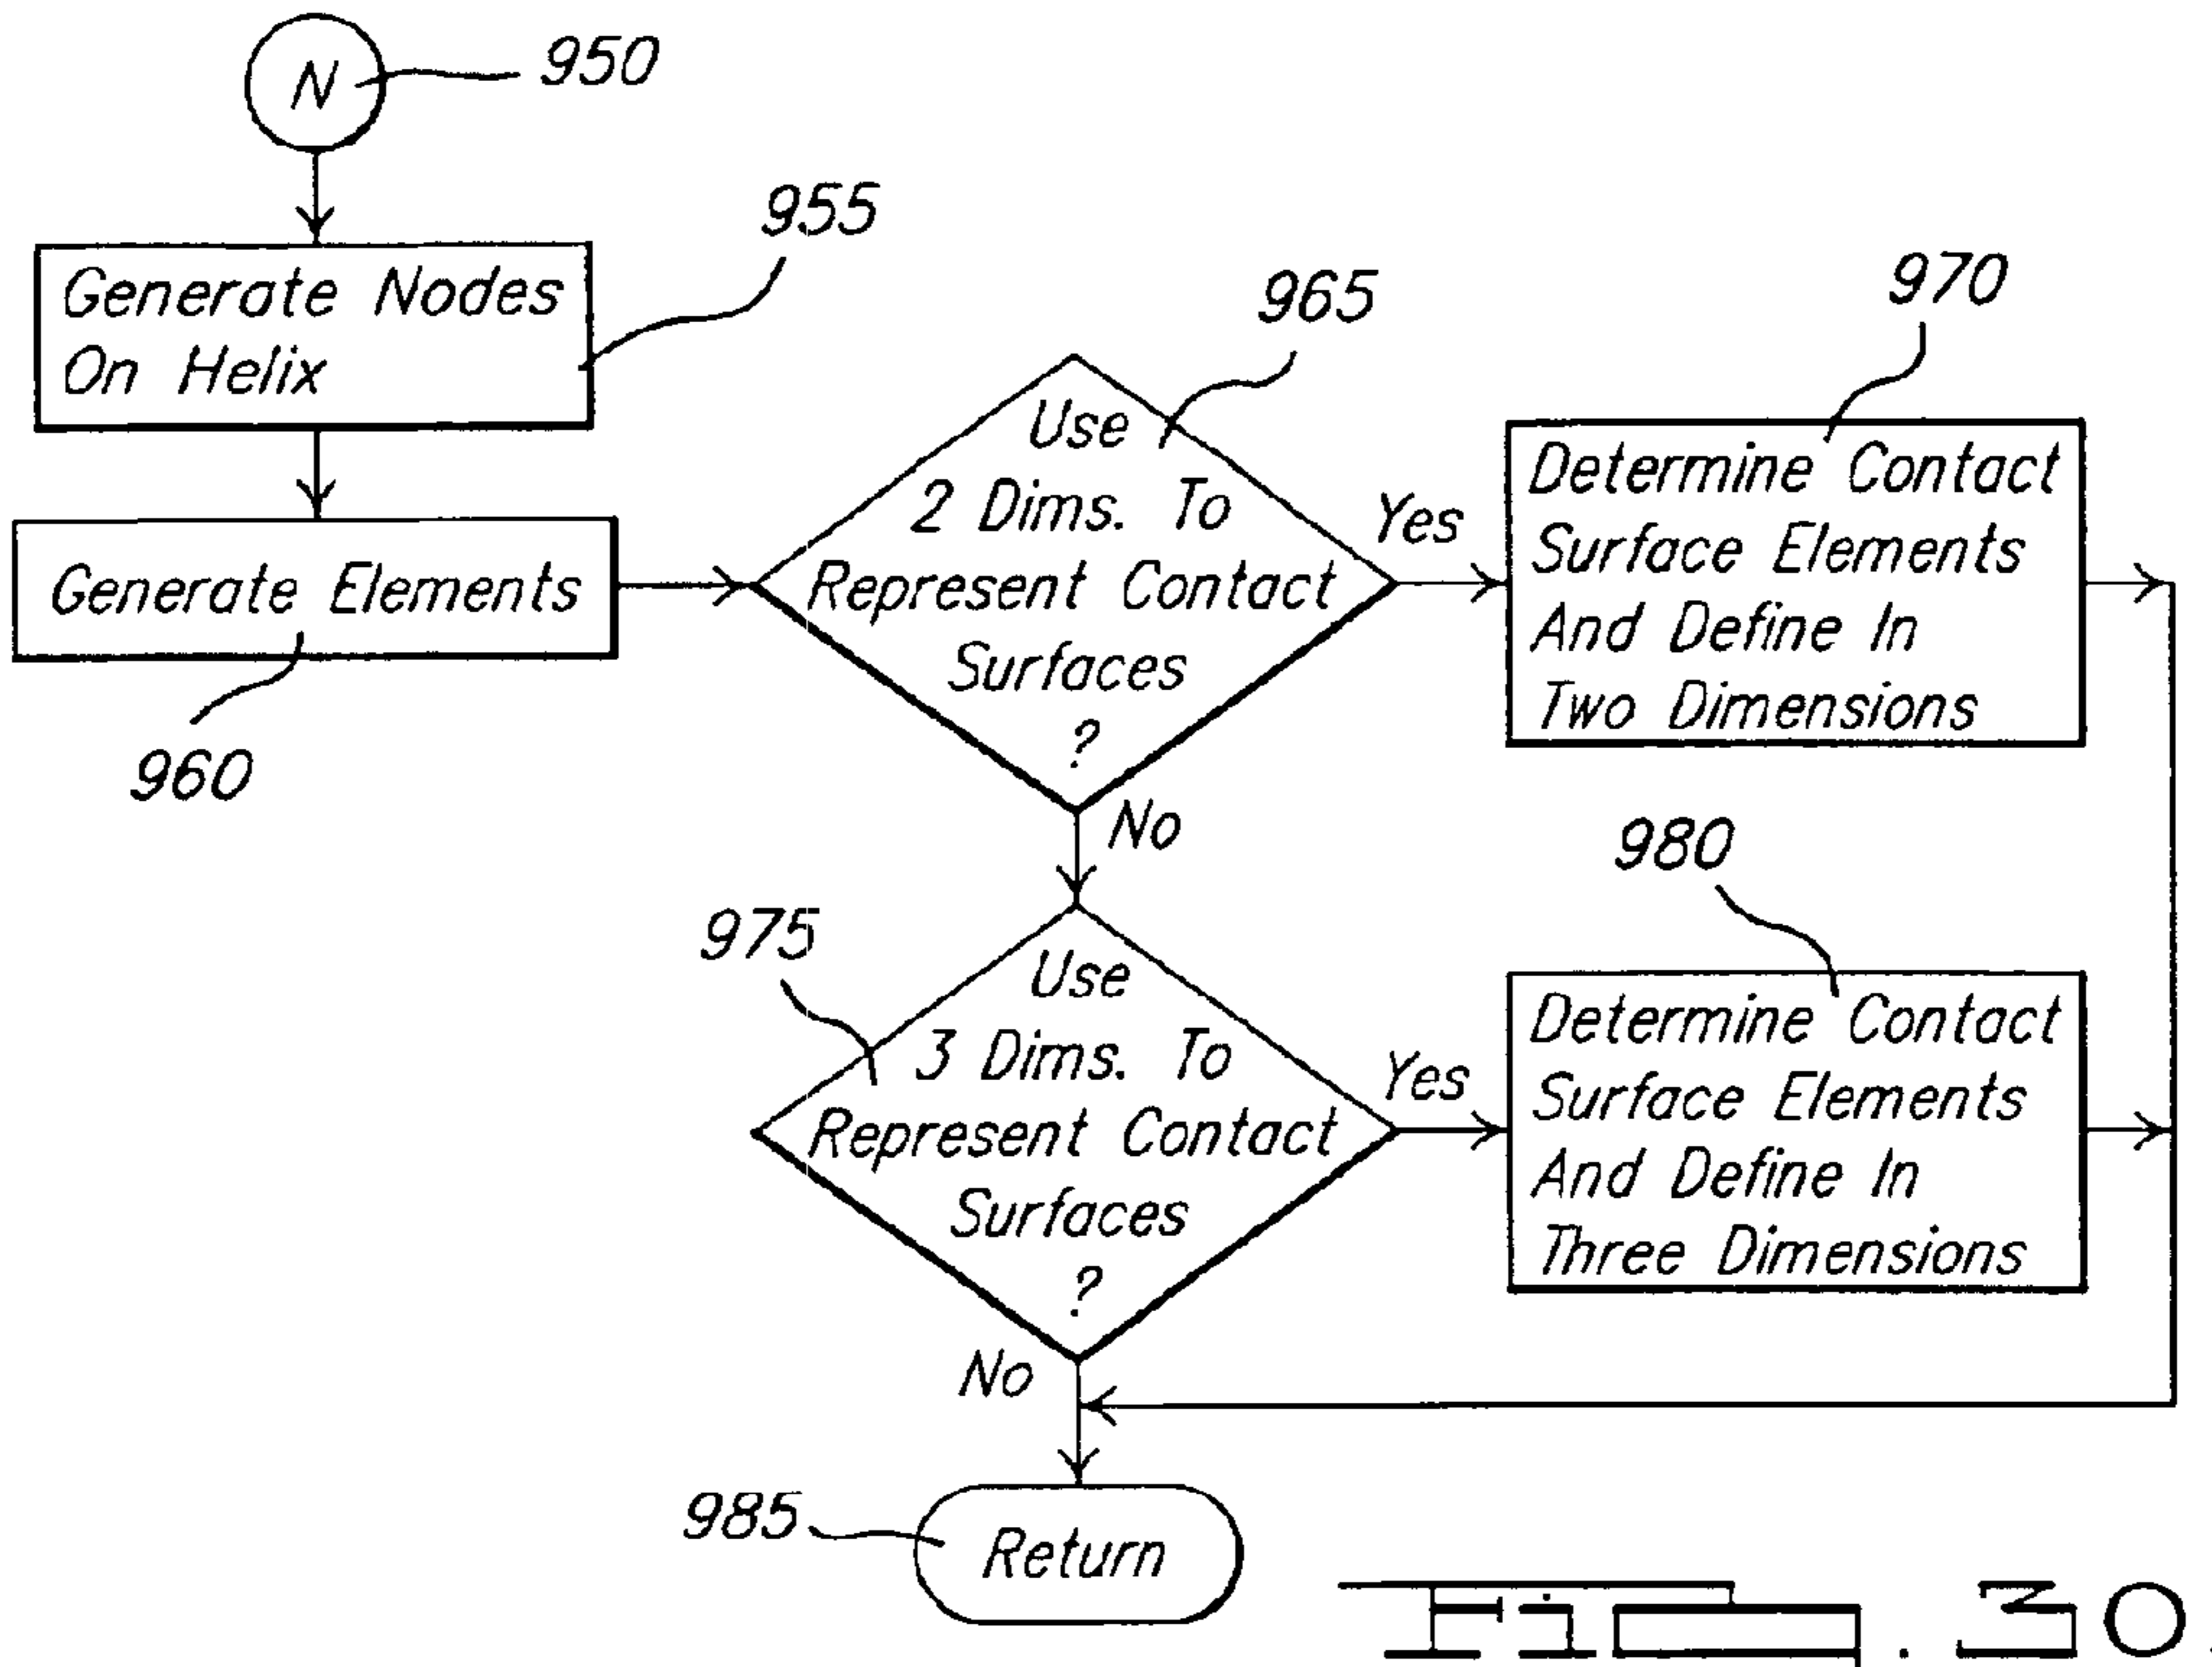 N
950
Generate Nodes
On Helix
955
Generate Elements
960
Use
2 Dims. To
Represent Contact
Surfaces
?
965
Yes
No
Determine Contact
Surface Elements
And Define In
Two Dimensions
970
Use
3 Dims. To
Represent Contact
Surfaces
?
975
Yes
No
Determine Contact
Surface Elements
And Define In
Three Dimensions
980
Return
985
Fig. 30.